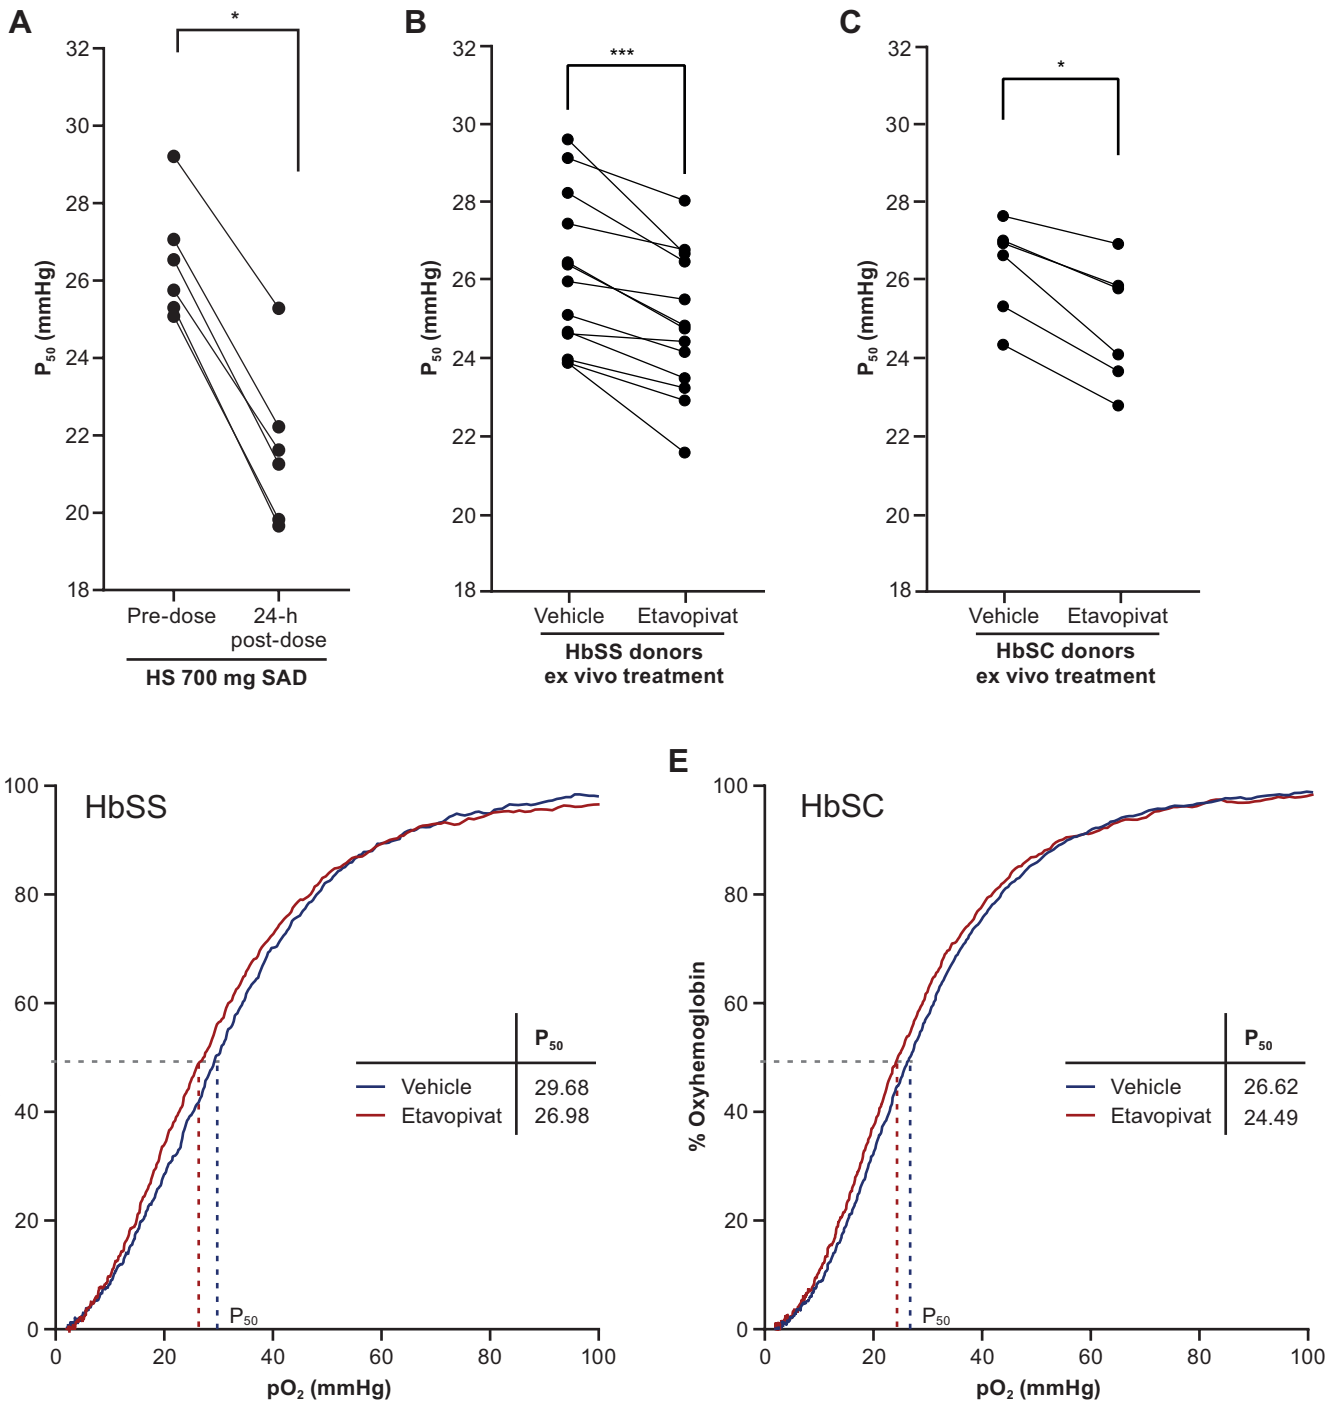 A
*
32
30
28
26
24
22
20
18
P50 (mmHg)
Pre-dose
24-h
post-dose
HS 700 mg SAD
B
***
32
30
28
26
24
22
20
18
P50 (mmHg)
Vehicle
Etavopivat
HbSS donors
ex vivo treatment
C
*
32
30
28
26
24
22
20
18
P50 (mmHg)
Vehicle
Etavopivat
HbSC donors
ex vivo treatment
100
80
60
40
20
0
HbSS
P50
Vehicle 29.68
Etavopivat 26.98
P50
0 20 40 60 80 100
pO2 (mmHg)
E
100
80
60
40
20
0
% Oxyhemoglobin
HbSC
P50
Vehicle 26.62
Etavopivat 24.49
P50
0 20 40 60 80 100
pO2 (mmHg)